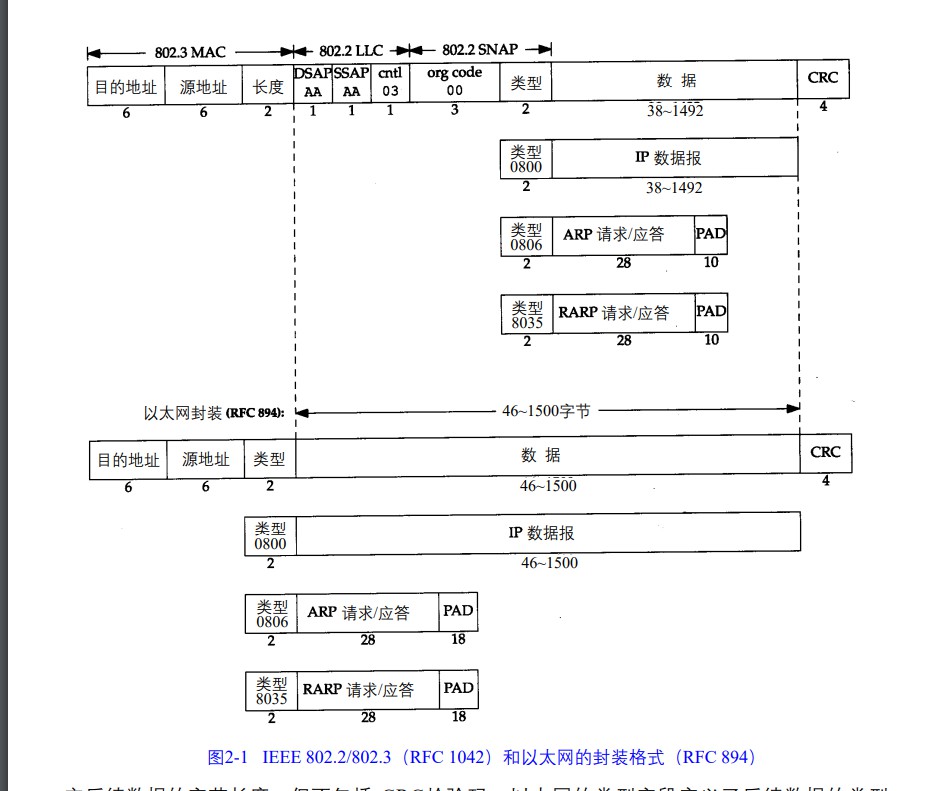 802.3 MAC 802.2 LLC 802.2 SNAP
目的地址 源地址 长度 DSAP AA SSAP AA cntl 03 org code 00 类型 数 据 CRC
6 6 2 1 1 1 3 2 38~1492 4
类型 0800 IP 数据报
2 38~1492
类型 0806 ARP 请求/应答 PAD
2 28 10
类型 8035 RARP 请求/应答 PAD
2 28 10
以太网封装(RFC 894): 46~1500字节
目的地址 源地址 类型 数 据 CRC
6 6 2 46~1500 4
类型 0800 IP 数据报
2 46~1500
类型 0806 ARP 请求/应答 PAD
2 28 18
类型 8035 RARP 请求/应答 PAD
2 28 18
图2-1 IEEE 802.2/802.3（RFC 1042）和以太网的封装格式（RFC 894）